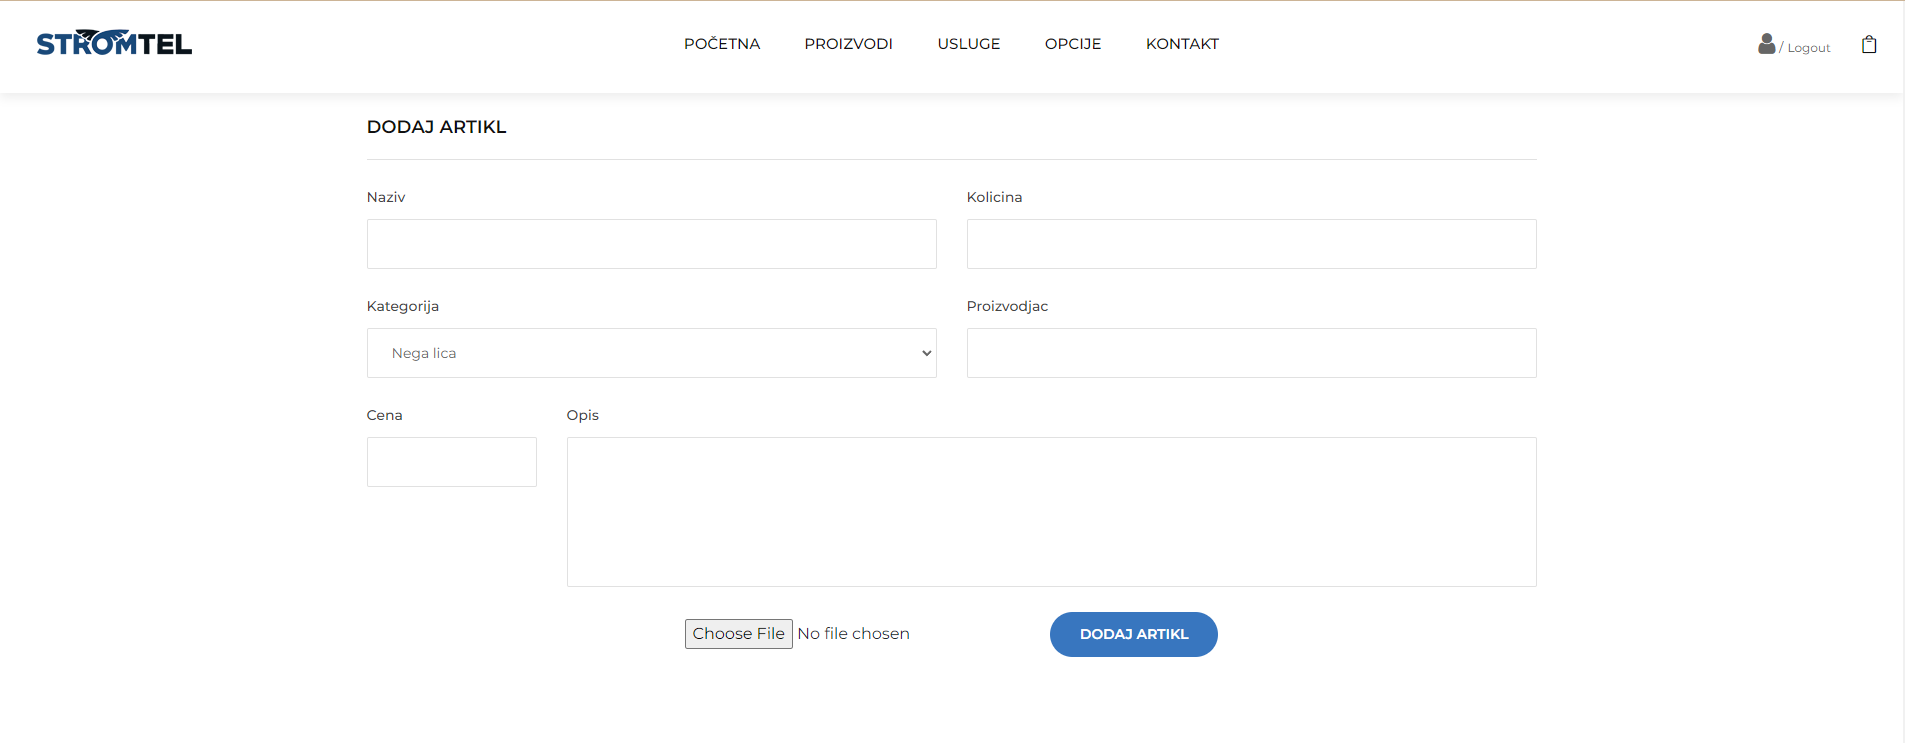 STROMTEL
POČETNA PROIZVODI USLUGE OPCIJE KONTAKT
/ Logout
DODAJ ARTIKL
Naziv Kolicina
Kategorija Proizvodjac
Nega lica
Cena Opis
Choose File No file chosen DODAJ ARTIKL